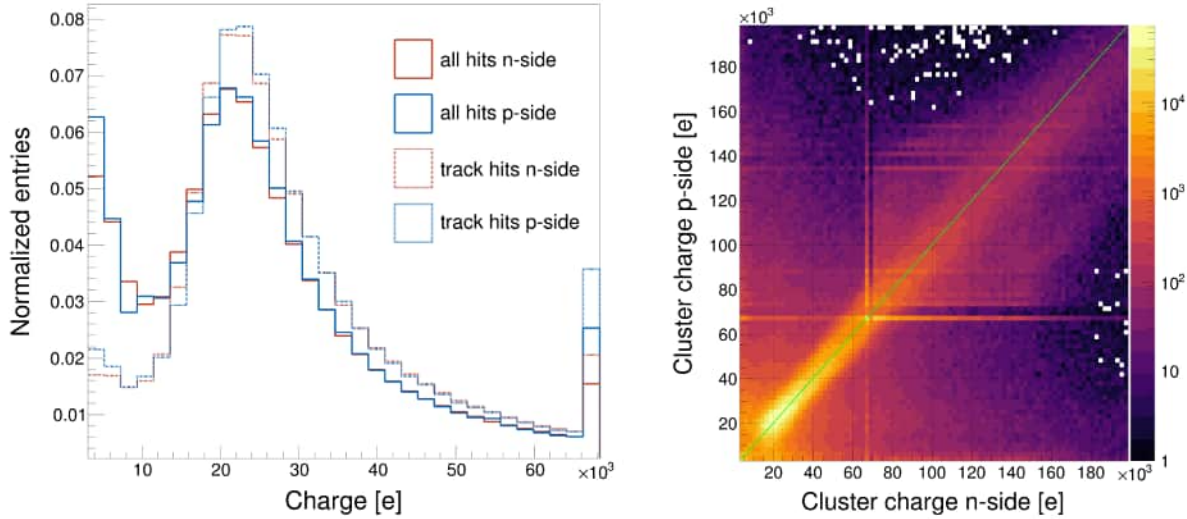 0.08
0.07
0.06
0.05
0.04
0.03
0.02
0.01
Normalized entries
all hits n-side
all hits p-side
track hits n-side
track hits p-side
10 20 30 40 50 60 ×10³
Charge [e]
×10³
180
160
140
120
100
80
60
40
20
Cluster charge p-side [e]
20 40 60 80 100 120 140 160 180 ×10³
Cluster charge n-side [e]
10⁴
10³
10²
10
1